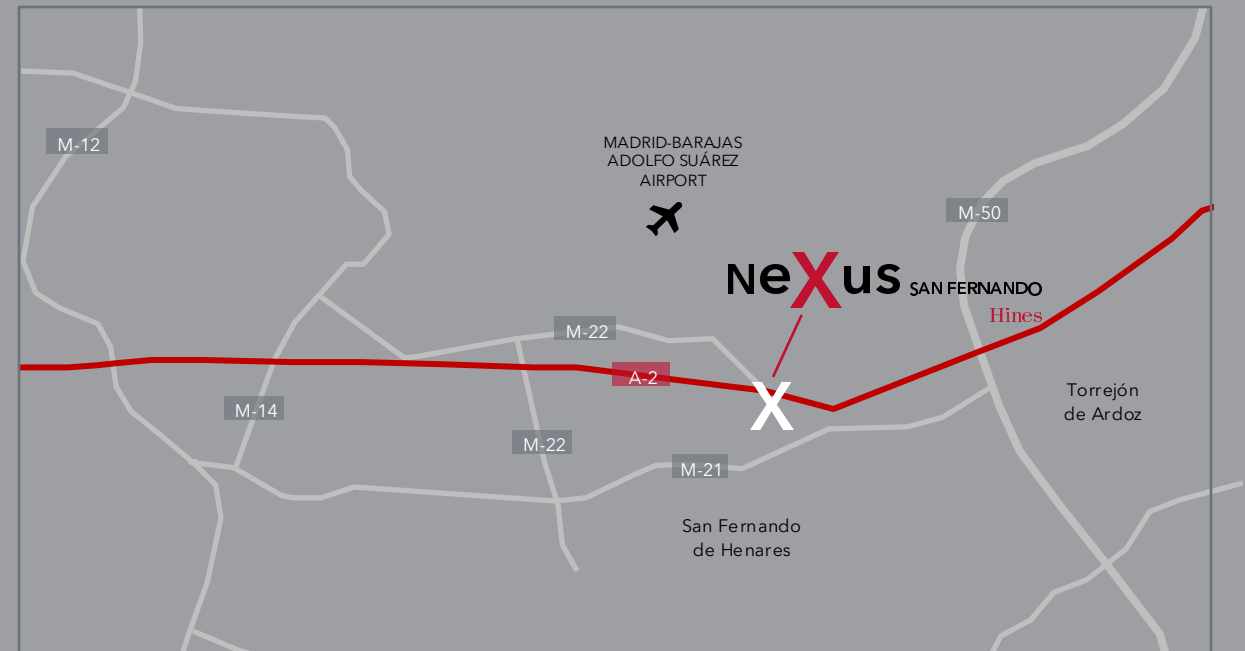 M-12
MADRID-BARAJAS
ADOLFO SUÁREZ
AIRPORT
M-50
NeXus SAN FERNANDO
Hines
M-22
A-2
X
Torrejón
de Ardoz
M-14
M-22
M-21
San Fernando
de Henares